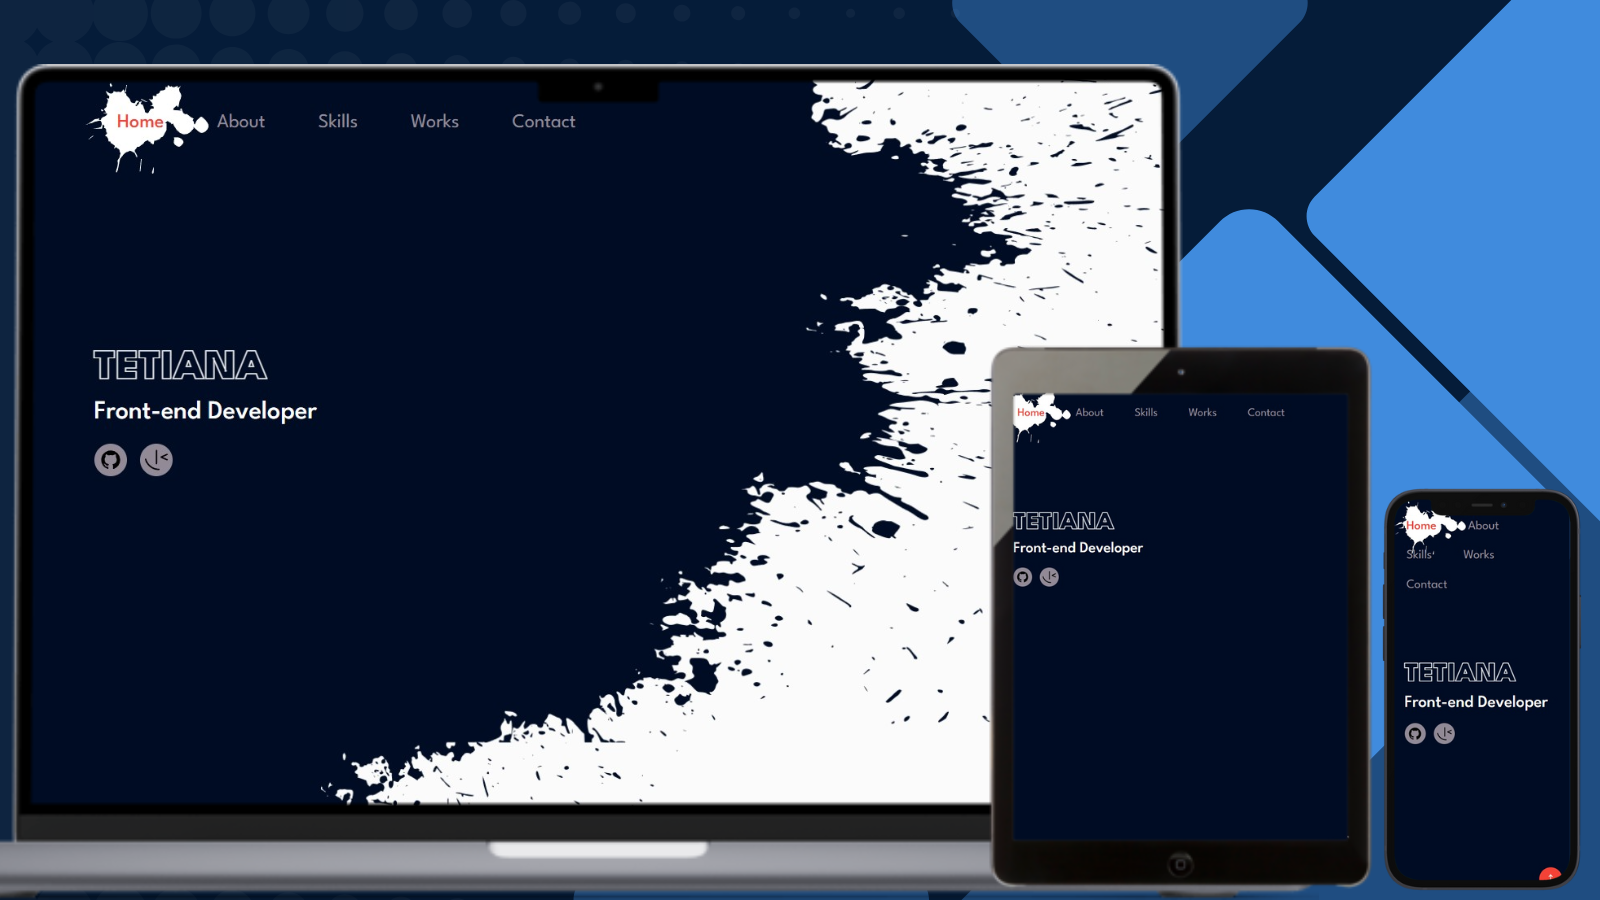 Home About Skills Works Contact
TETIANA
Front-end Developer
Home About Skills Works Contact
TETIANA
Front-end Developer
Home About
Skills Works
Contact
TETIANA
Front-end Developer